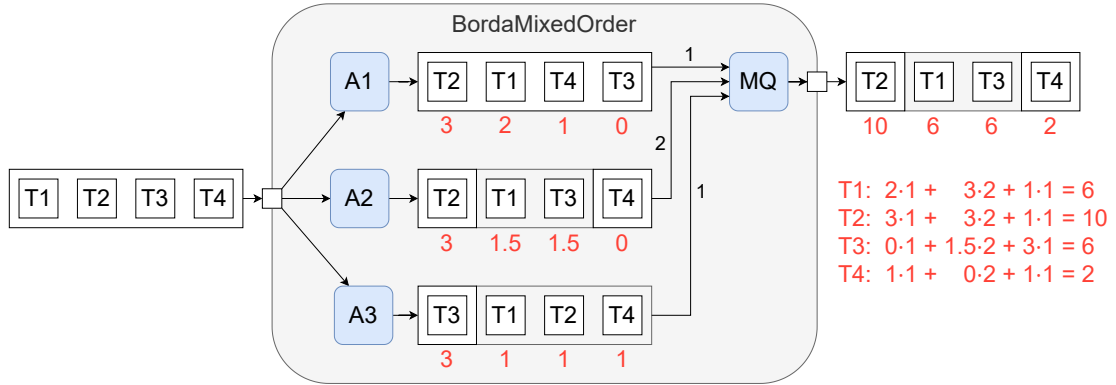 BordaMixedOrder
A1
T2 T1 T4 T3
3 2 1 0
1
MQ
T2 T1 T3 T4
10 6 6 2
2
T1 T2 T3 T4
A2
T2 T1 T3 T4
3 1.5 1.5 0
1
T1: 2·1 + 3·2 + 1·1 = 6
T2: 3·1 + 3·2 + 1·1 = 10
T3: 0·1 + 1.5·2 + 3·1 = 6
T4: 1·1 + 0·2 + 1·1 = 2
A3
T3 T1 T2 T4
3 1 1 1